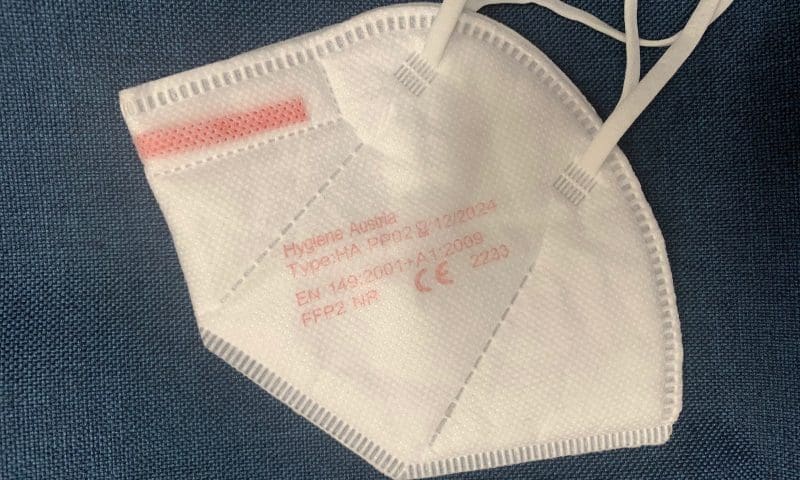 Hygiene Austria
Type:HA PP02 ⌛/12/2024
EN 149:2001+A1:2009
FFP2 NR CE 2233